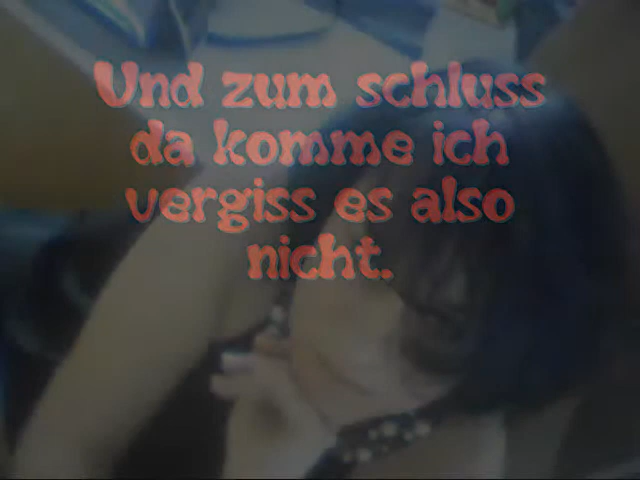 Und zum schluss
da komme ich
vergiss es also
nicht.